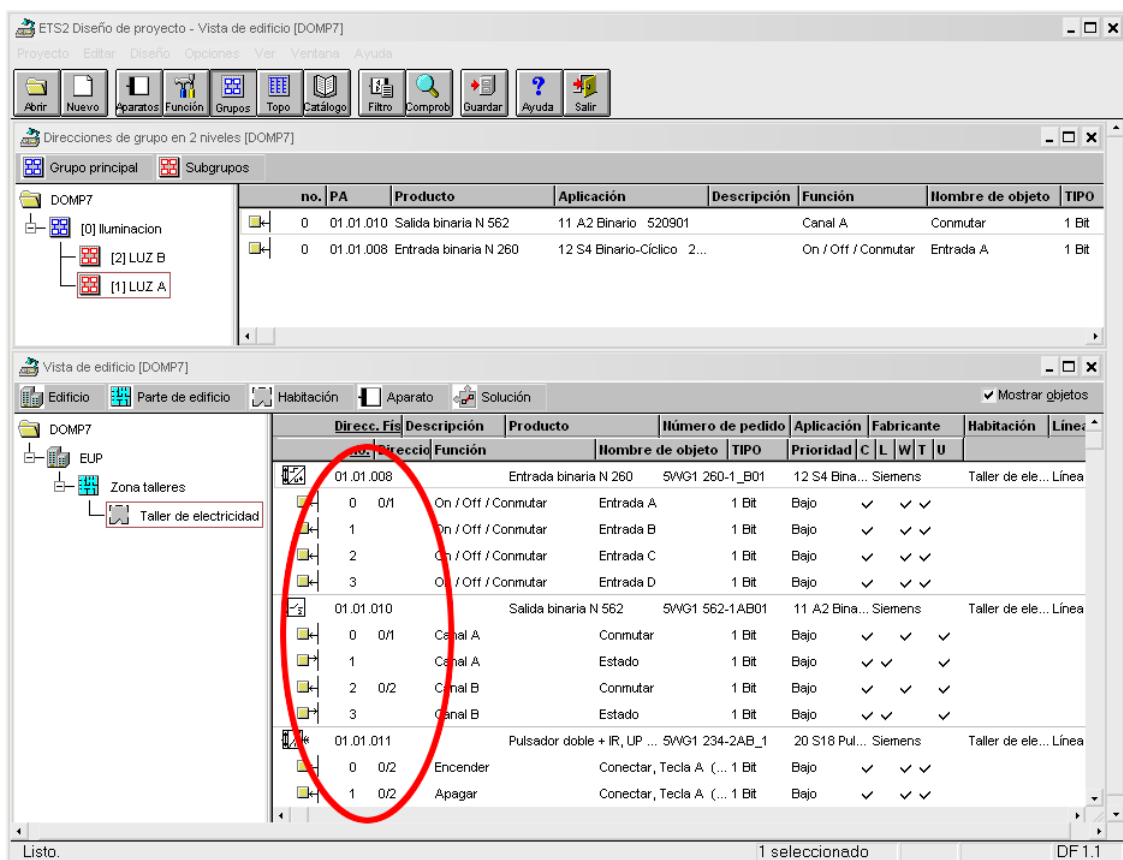 ETS2 Diseño de proyecto - Vista de edificio [DOMP7]
Proyecto Editar Diseño Opciones Ver Ventana Ayuda
Abrir Nuevo Aparatos Función Grupos Topo Catálogo Filtro Comprob Guardar Ayuda Salir
Direcciones de grupo en 2 niveles [DOMP7]
Grupo principal Subgrupos
DOMP7
[0] Iluminacion
[2] LUZ B
[1] LUZ A
no. PA Producto Aplicación Descripción Función Nombre de objeto TIPO
0 01.01.010 Salida binaria N 562 11 A2 Binario 520901 Canal A Conmutar 1 Bit
0 01.01.008 Entrada binaria N 260 12 S4 Binario-Cíclico 2... On / Off / Conmutar Entrada A 1 Bit
Vista de edificio [DOMP7]
Edificio Parte de edificio Habitación Aparato Solución Mostrar objetos
DOMP7
EUP
Zona talleres
Taller de electricidad
Direcc. Fís Descripción Producto Número de pedido Aplicación Fabricante Habitación Línea
no. Direccio Función Nombre de objeto TIPO Prioridad C L W T U
01.01.008 Entrada binaria N 260 5WG1 260-1_B01 12 S4 Bina... Siemens Taller de ele... Línea
0 0/1 On / Off / Conmutar Entrada A 1 Bit Bajo
1 On / Off / Conmutar Entrada B 1 Bit Bajo
2 On / Off / Conmutar Entrada C 1 Bit Bajo
3 On / Off / Conmutar Entrada D 1 Bit Bajo
01.01.010 Salida binaria N 562 5WG1 562-1AB01 11 A2 Bina... Siemens Taller de ele... Línea
0 0/1 Canal A Conmutar 1 Bit Bajo
1 Canal A Estado 1 Bit Bajo
2 0/2 Canal B Conmutar 1 Bit Bajo
3 Canal B Estado 1 Bit Bajo
01.01.011 Pulsador doble + IR, UP ... 5WG1 234-2AB_1 20 S18 Pul... Siemens Taller de ele... Línea
0 0/2 Encender Conectar, Tecla A (... 1 Bit Bajo
1 0/2 Apagar Conectar, Tecla A (... 1 Bit Bajo
Listo. 1 seleccionado DF 1.1